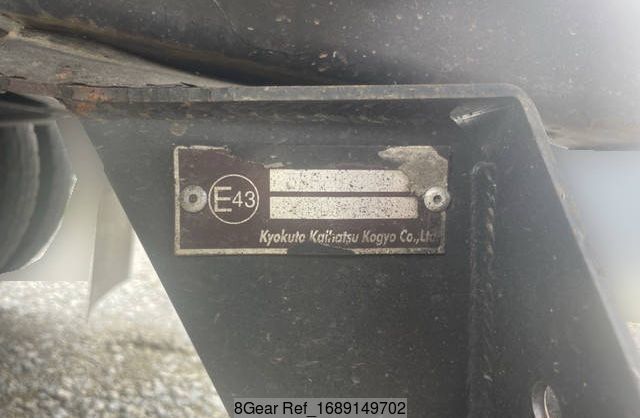 E43
Kyokuto Kaihatsu Kogyo Co.,Ltd
8Gear Ref_1689149702